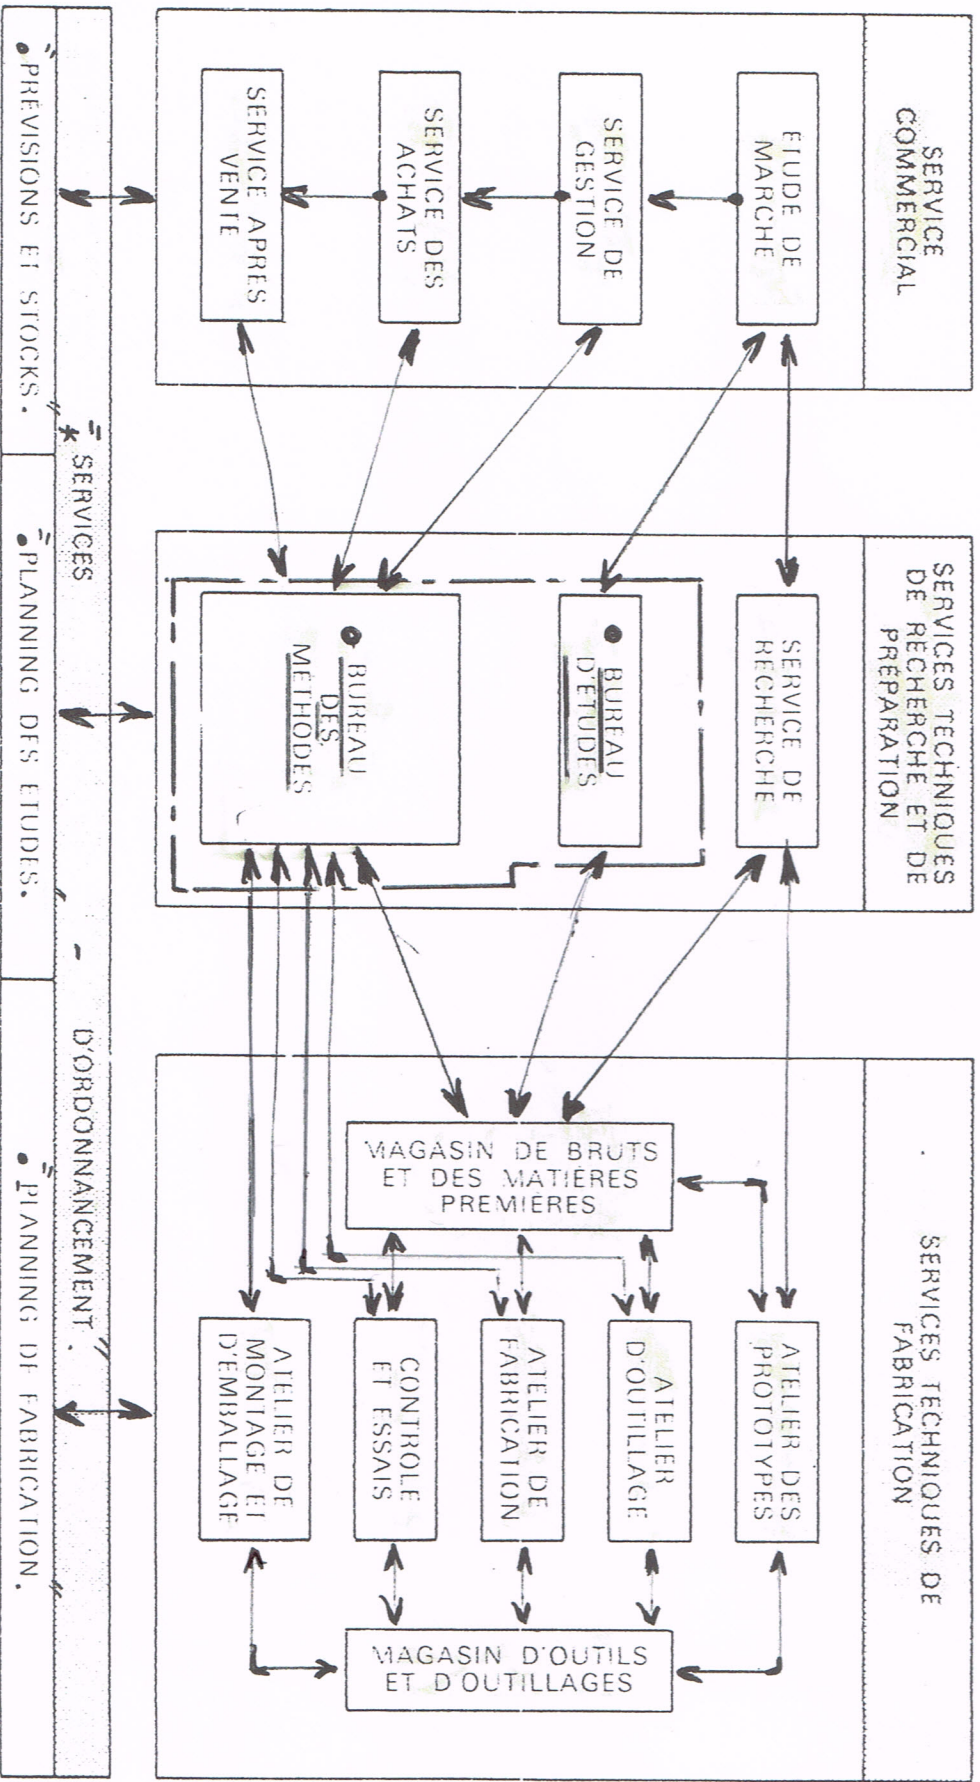 SERVICE
COMMERCIAL
ETUDE DE
MARCHE
SERVICE DE
GESTION
SERVICE DES
ACHATS
SERVICE APRES
VENTE
SERVICES TECHNIQUES
DE RECHERCHE ET DE
PRÉPARATION
SERVICE DE
RECHERCHE
BUREAU
D'ETUDES
BUREAU
DES
METHODES
SERVICES TECHNIQUES DE
FABRICATION
MAGASIN DE BRUTS
ET DES MATIÈRES
PREMIÈRES
ATELIER DES
PROTOTYPES
ATELIER
D'OUTILLAGE
ATELIER DE
FABRICATION
CONTROLE
ET ESSAIS
ATELIER DE
MONTAGE ET
D'EMBALLAGE
MAGASIN D'OUTILS
ET D'OUTILLAGES
* SERVICES - D'ORDONNANCEMENT."
"PREVISIONS ET STOCKS."
"PLANNING DES ETUDES."
"PLANNING DE FABRICATION."